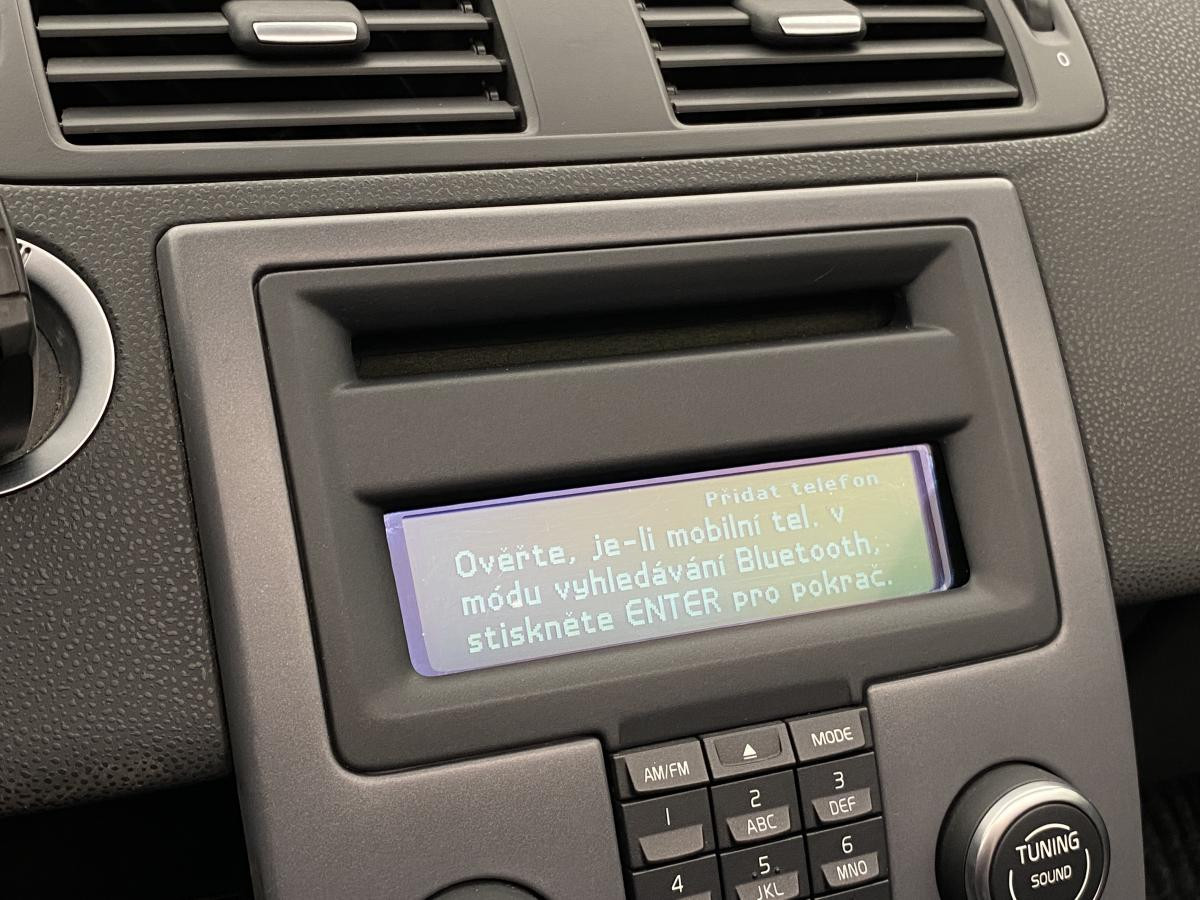 0
Přidat telefon
Ověřte, je-li mobilní tel. v
módu vyhledávání Bluetooth,
stiskněte ENTER pro pokrač.
AM/FM
MODE
1
2
ABC
3
DEF
4
5
JKL
6
MNO
TUNING
SOUND